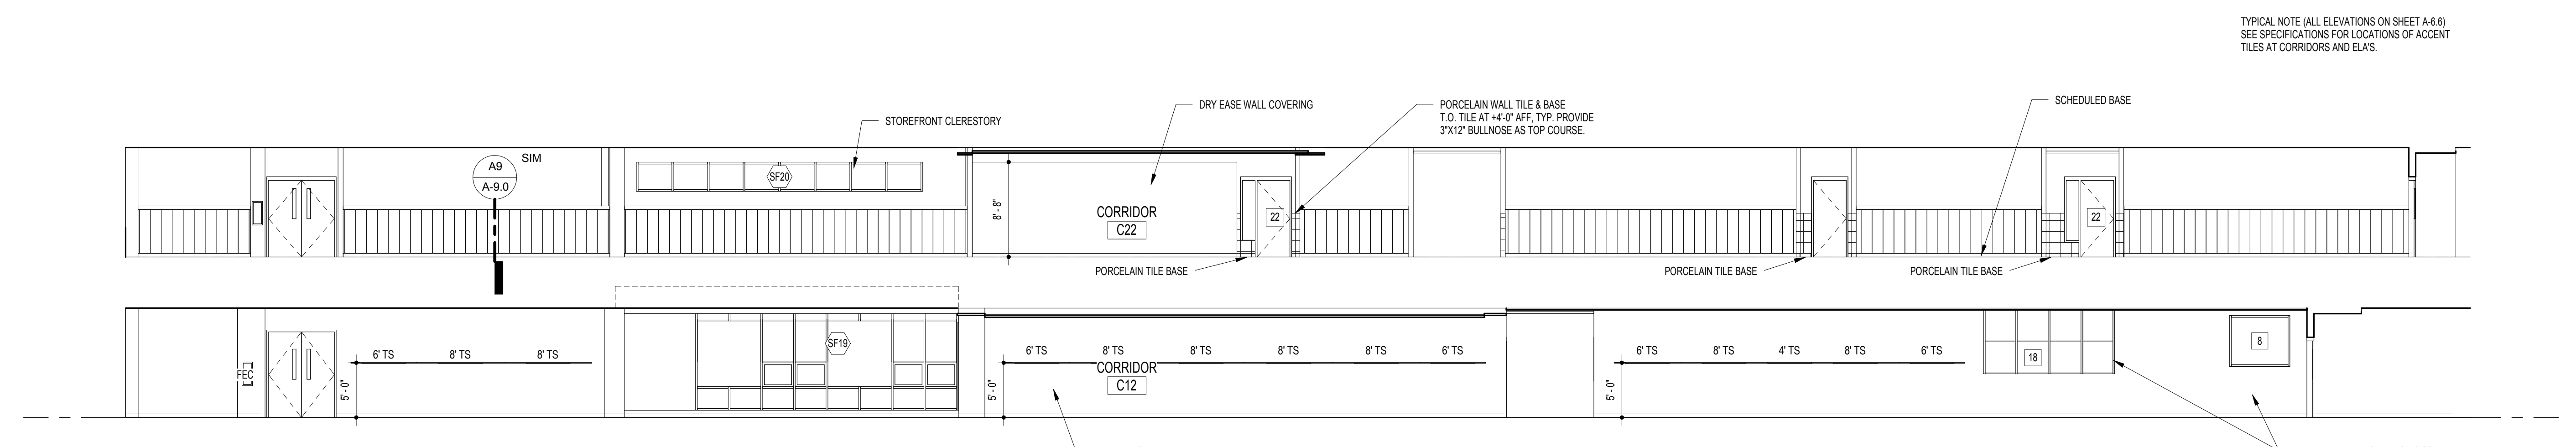 TYPICAL NOTE (ALL ELEVATIONS ON SHEET A-6.6)
SEE SPECIFICATIONS FOR LOCATIONS OF ACCENT
TILES AT CORRIDORS AND ELA'S.
STOREFRONT CLERESTORY
DRY EASE WALL COVERING
PORCELAIN WALL TILE & BASE
T.O. TILE AT +4'-0" AFF, TYP. PROVIDE
3"X12" BULLNOSE AS TOP COURSE.
SCHEDULED BASE
A9
A-9.0
SIM
SF20
8' - 8"
CORRIDOR
C22
22
22
PORCELAIN TILE BASE
PORCELAIN TILE BASE
PORCELAIN TILE BASE
FEC
6' TS
8' TS
8' TS
5' - 0"
SF19
6' TS
8' TS
8' TS
8' TS
8' TS
6' TS
5' - 0"
CORRIDOR
C12
6' TS
8' TS
4' TS
8' TS
6' TS
5' - 0"
18
8